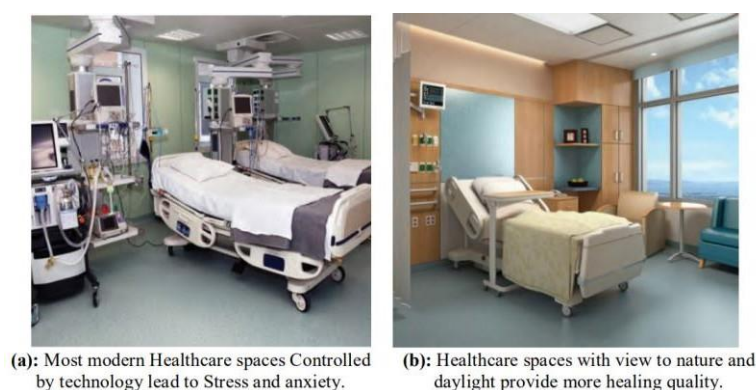 (a): Most modern Healthcare spaces Controlled
by technology lead to Stress and anxiety.
(b): Healthcare spaces with view to nature and
daylight provide more healing quality.